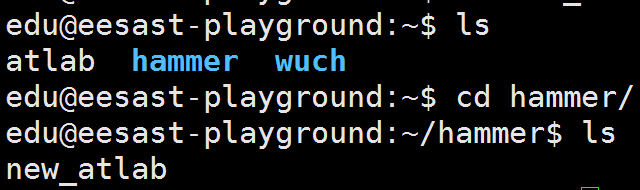 edu@eesast-playground:~$ ls
atlab hammer wuch
edu@eesast-playground:~$ cd hammer/
edu@eesast-playground:~/hammer$ ls
new_atlab